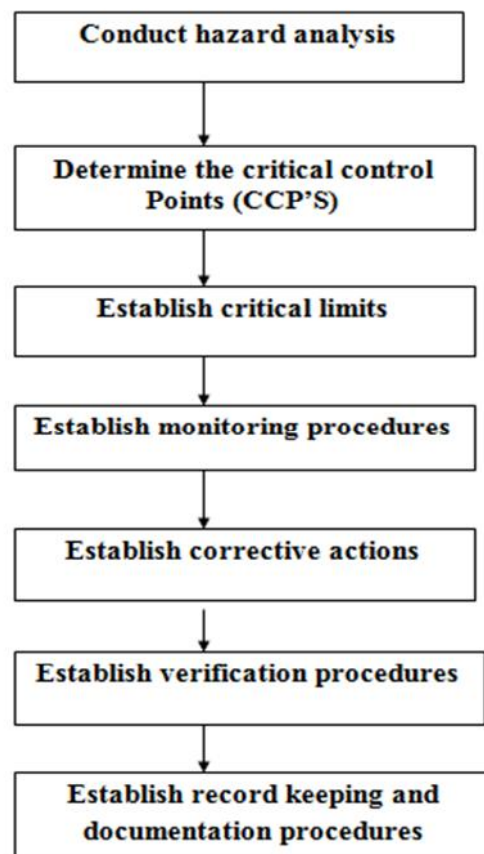 Conduct hazard analysis
Determine the critical control
Points (CCP’S)
Establish critical limits
Establish monitoring procedures
Establish corrective actions
Establish verification procedures
Establish record keeping and
documentation procedures